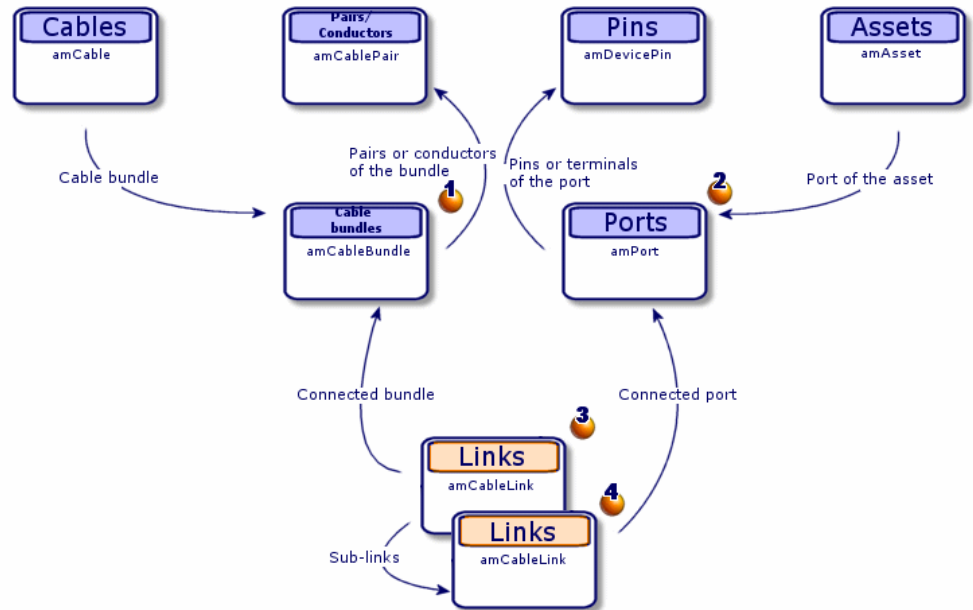 Cables
amCable
Pairs/
Conductors
amCablePair
Pins
amDevicePin
Assets
amAsset
Cable bundle
Pairs or conductors
of the bundle
Pins or terminals
of the port
Port of the asset
1
2
Cable
bundles
amCableBundle
Ports
amPort
Connected bundle
Connected port
3
Links
amCableLink
4
Links
amCableLink
Sub-links